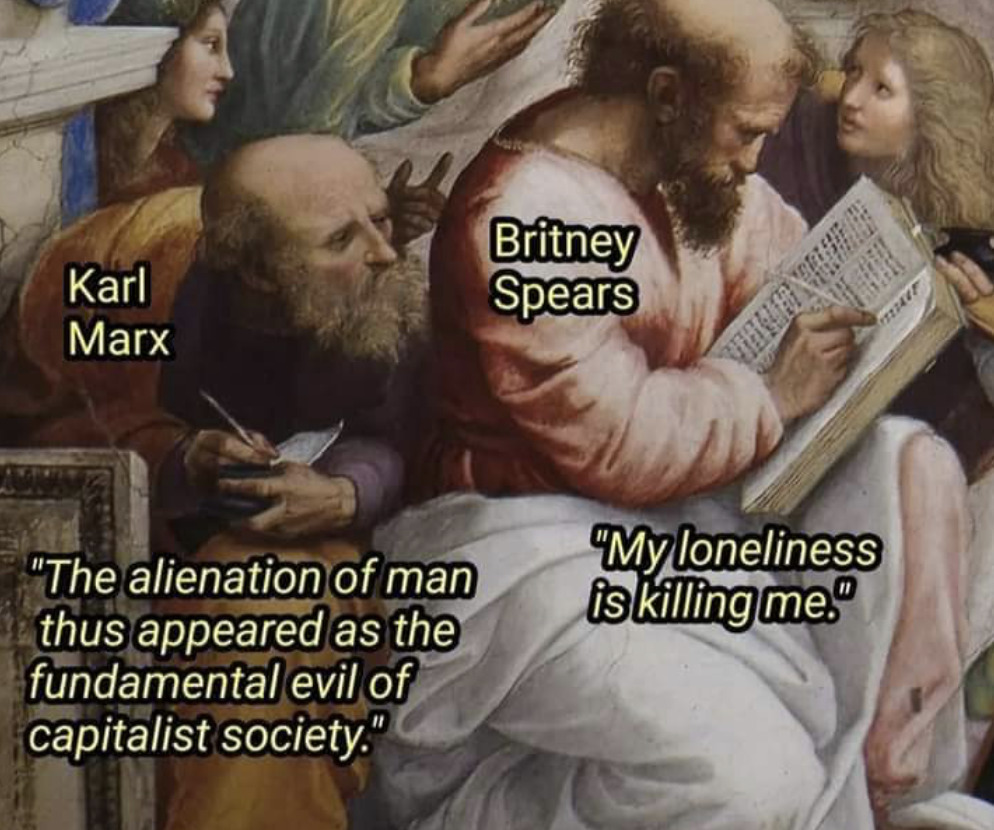 Karl
Marx
Britney
Spears
"The alienation of man
thus appeared as the
fundamental evil of
capitalist society."
"My loneliness
is killing me."